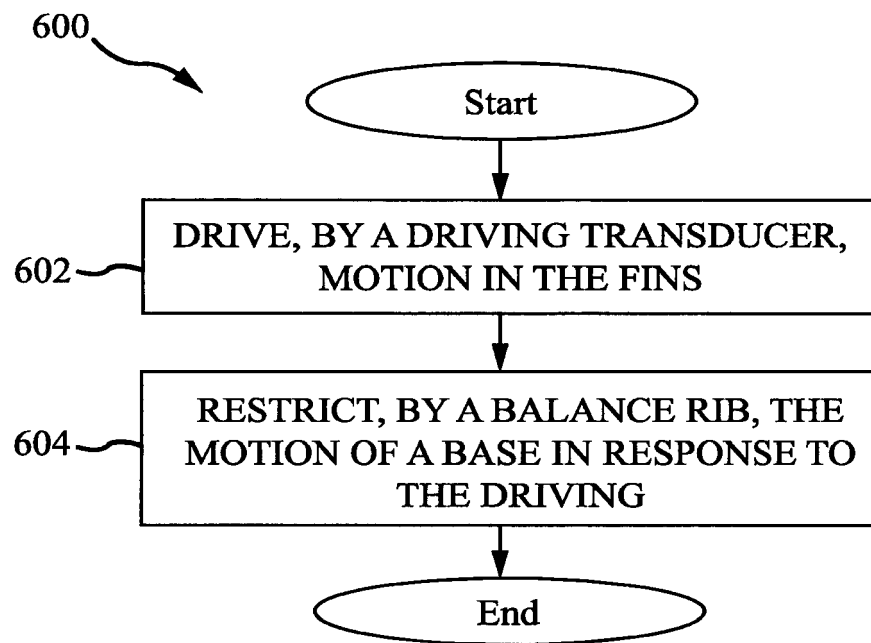 600
Start
602
DRIVE, BY A DRIVING TRANSDUCER,
MOTION IN THE FINS
604
RESTRICT, BY A BALANCE RIB, THE
MOTION OF A BASE IN RESPONSE TO
THE DRIVING
End